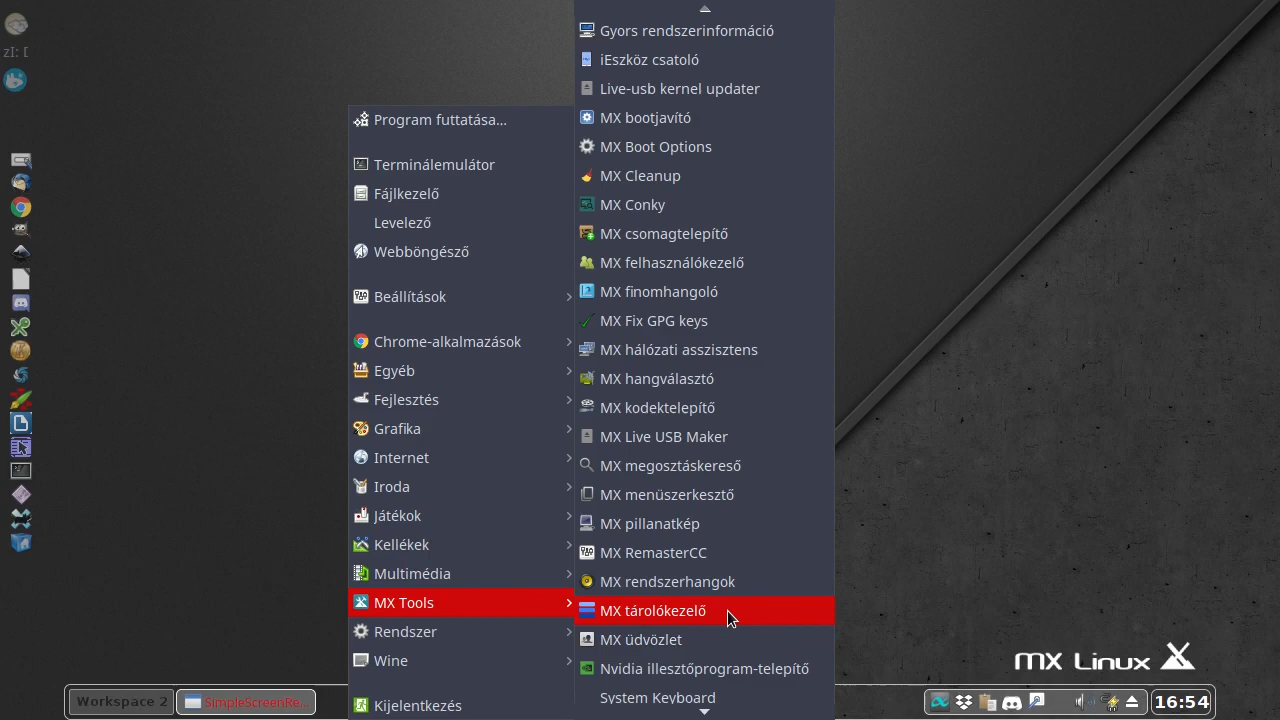 zI: [
Program futtatása...
Terminálemulátor
Fájlkezelő
Levelező
Webböngésző
Beállítások
Chrome-alkalmazások
Egyéb
Fejlesztés
Grafika
Internet
Iroda
Játékok
Kellékek
Multimédia
MX Tools
Rendszer
Wine
Kijelentkezés
Gyors rendszerinformáció
iEszköz csatoló
Live-usb kernel updater
MX bootjavító
MX Boot Options
MX Cleanup
MX Conky
MX csomagtelepítő
MX felhasználókezelő
MX finomhangoló
MX Fix GPG keys
MX hálózati asszisztens
MX hangválasztó
MX kodektelepítő
MX Live USB Maker
MX megosztáskereső
MX menüszerkesztő
MX pillanatkép
MX RemasterCC
MX rendszerhangok
MX tárolókezelő
MX üdvözlet
Nvidia illesztőprogram-telepítő
System Keyboard
MX Linux
Workspace 2
SimpleScreenRe...
16:54